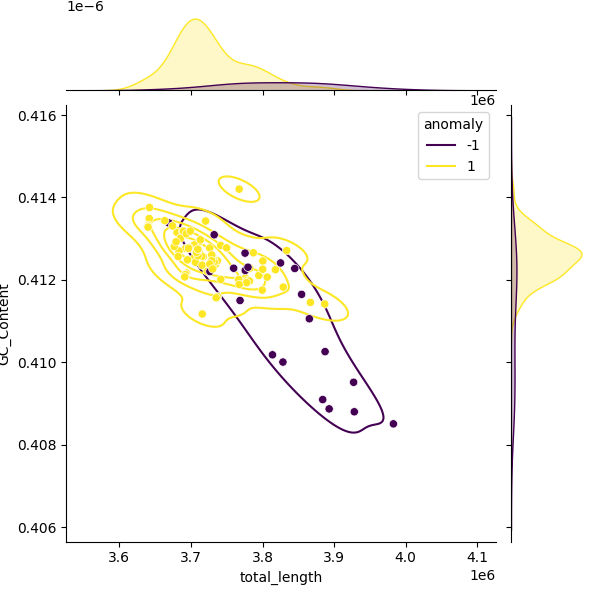 1e−6
1e6
0.416
0.414
0.412
0.410
0.408
0.406
GC_Content
anomaly
-1
1
3.6
3.7
3.8
3.9
4.0
4.1
total_length
1e6